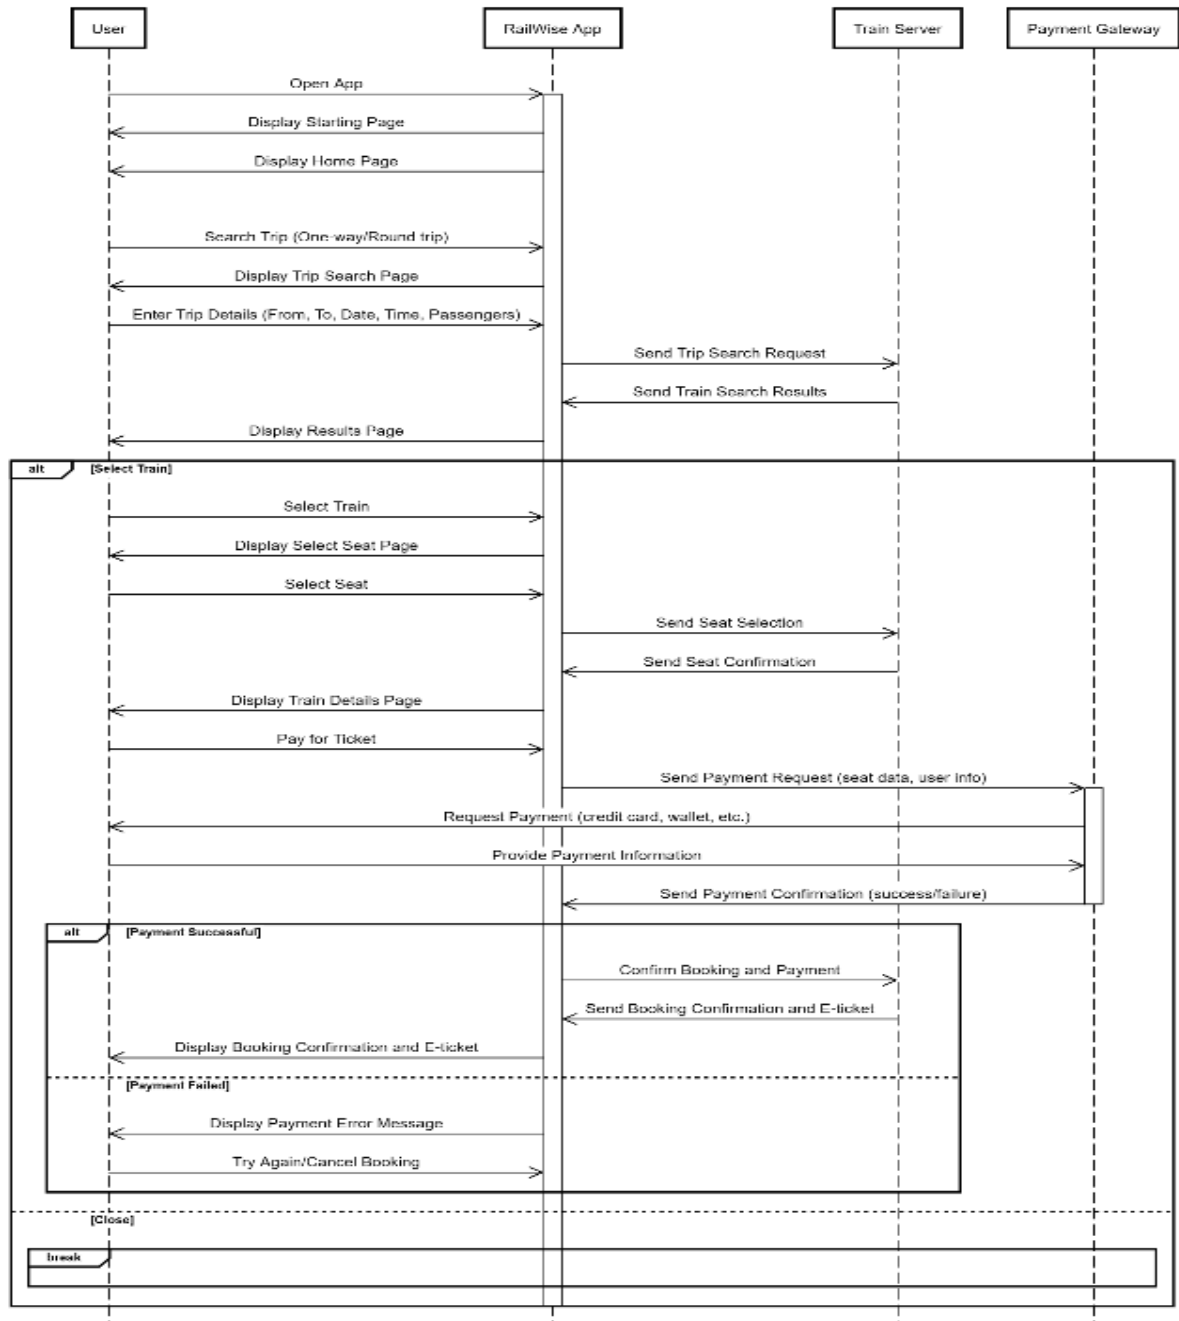 User
RailWise App
Train Server
Payment Gateway
Open App
Display Starting Page
Display Home Page
Search Trip (One-way/Round trip)
Display Trip Search Page
Enter Trip Details (From, To, Date, Time, Passengers)
Send Trip Search Request
Send Train Search Results
Display Results Page
alt
[Select Train]
Select Train
Display Select Seat Page
Select Seat
Send Seat Selection
Send Seat Confirmation
Display Train Details Page
Pay for Ticket
Send Payment Request (seat data, user info)
Request Payment (credit card, wallet, etc.)
Provide Payment Information
Send Payment Confirmation (success/failure)
alt
[Payment Successful]
Confirm Booking and Payment
Send Booking Confirmation and E-ticket
Display Booking Confirmation and E-ticket
[Payment Failed]
Display Payment Error Message
Try Again/Cancel Booking
[Close]
break